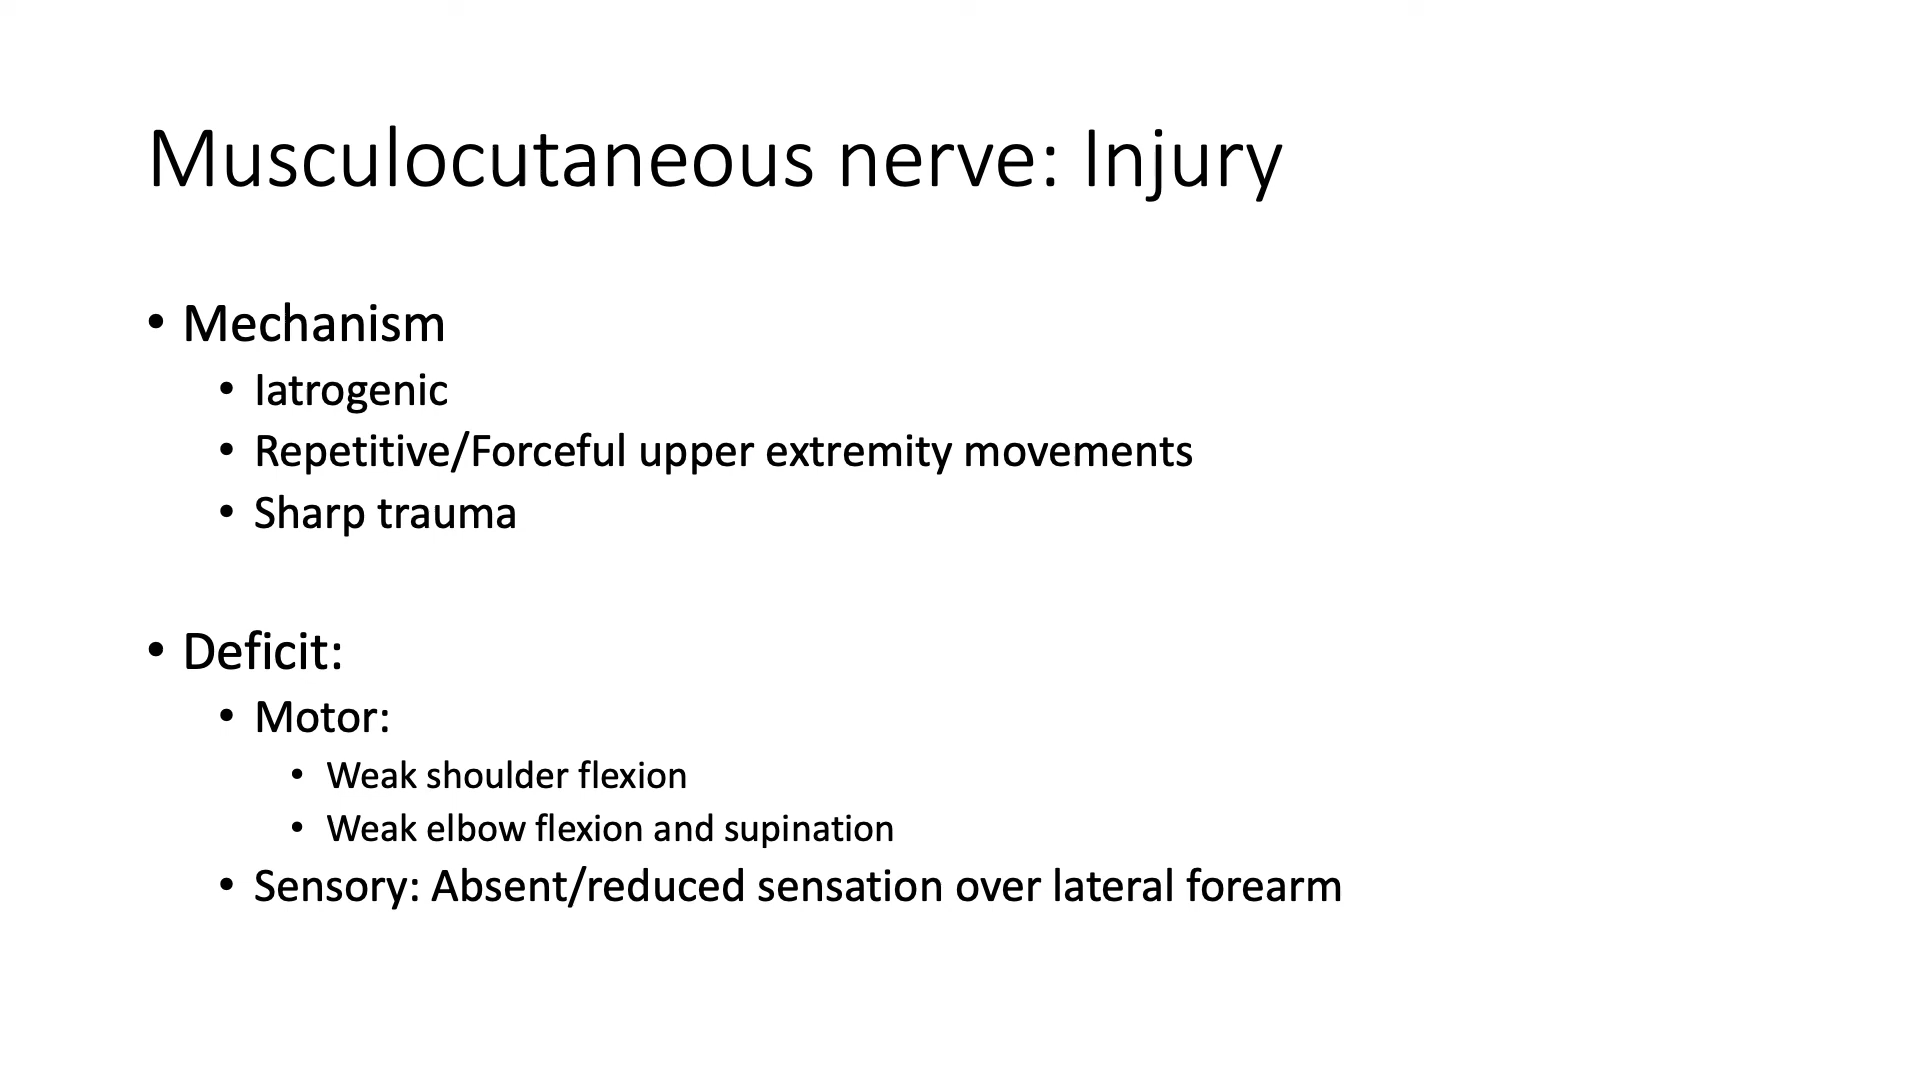 Musculocutaneous nerve: Injury
• Mechanism
• Iatrogenic
• Repetitive/Forceful upper extremity movements
• Sharp trauma
• Deficit:
• Motor:
• Weak shoulder flexion
• Weak elbow flexion and supination
• Sensory: Absent/reduced sensation over lateral forearm